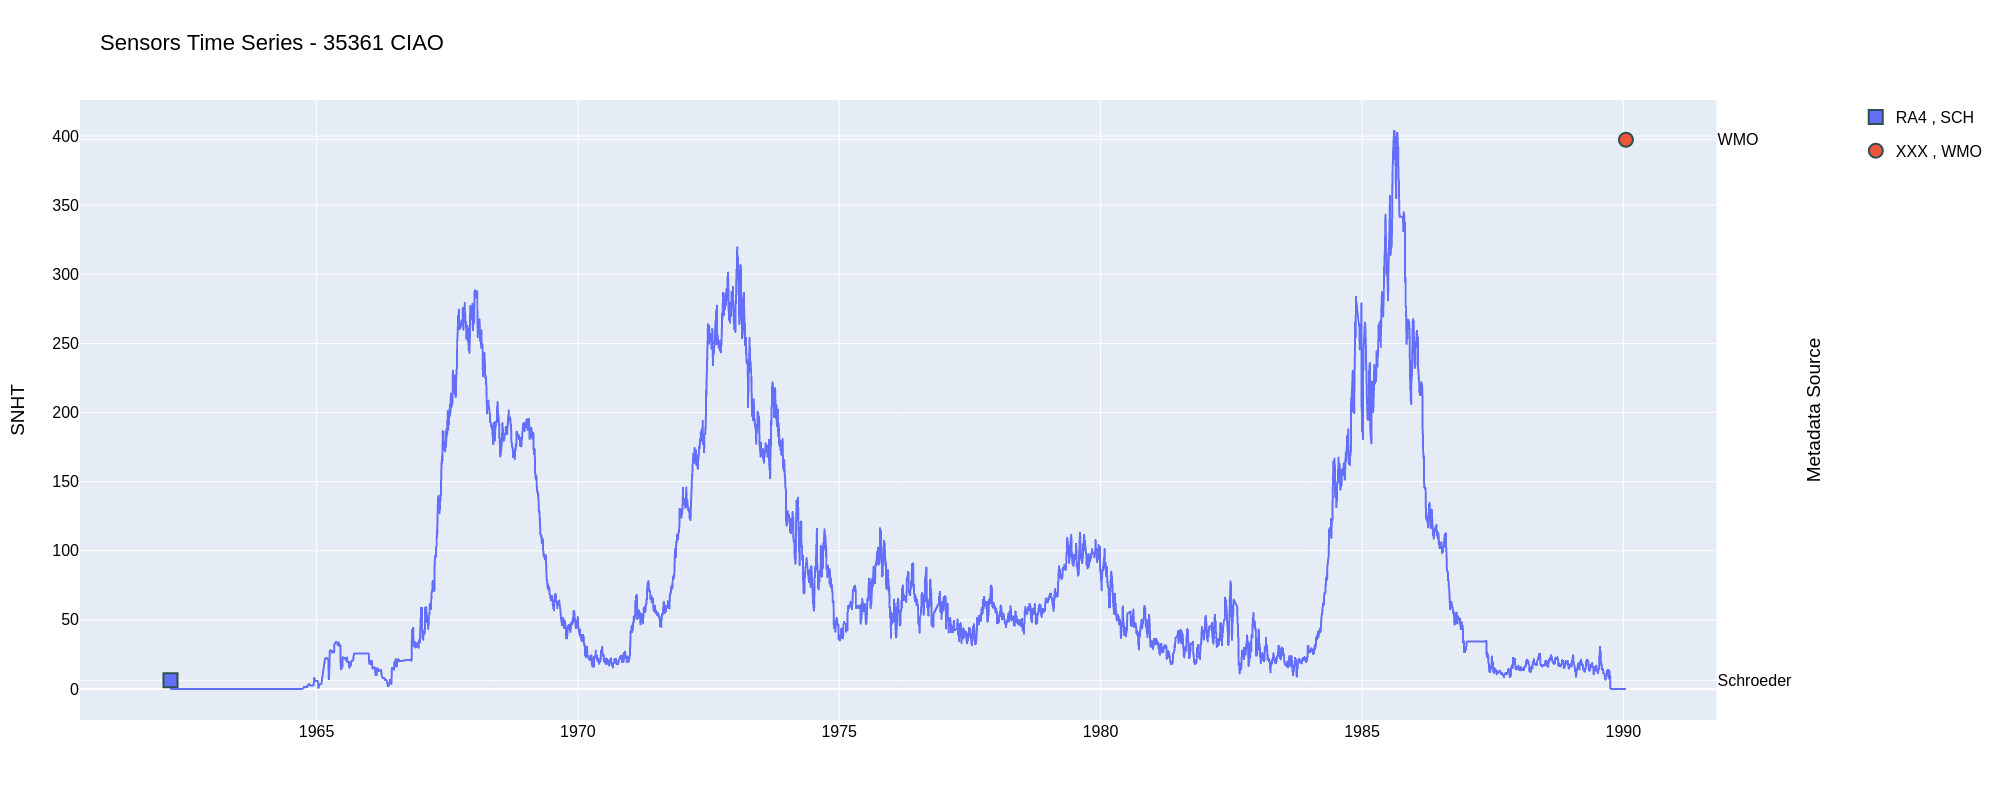 Sensors Time Series - 35361 CIAO
RA4 , SCH
XXX , WMO
400
350
300
250
200
150
100
50
0
SNHT
WMO
Schroeder
Metadata Source
1965
1970
1975
1980
1985
1990